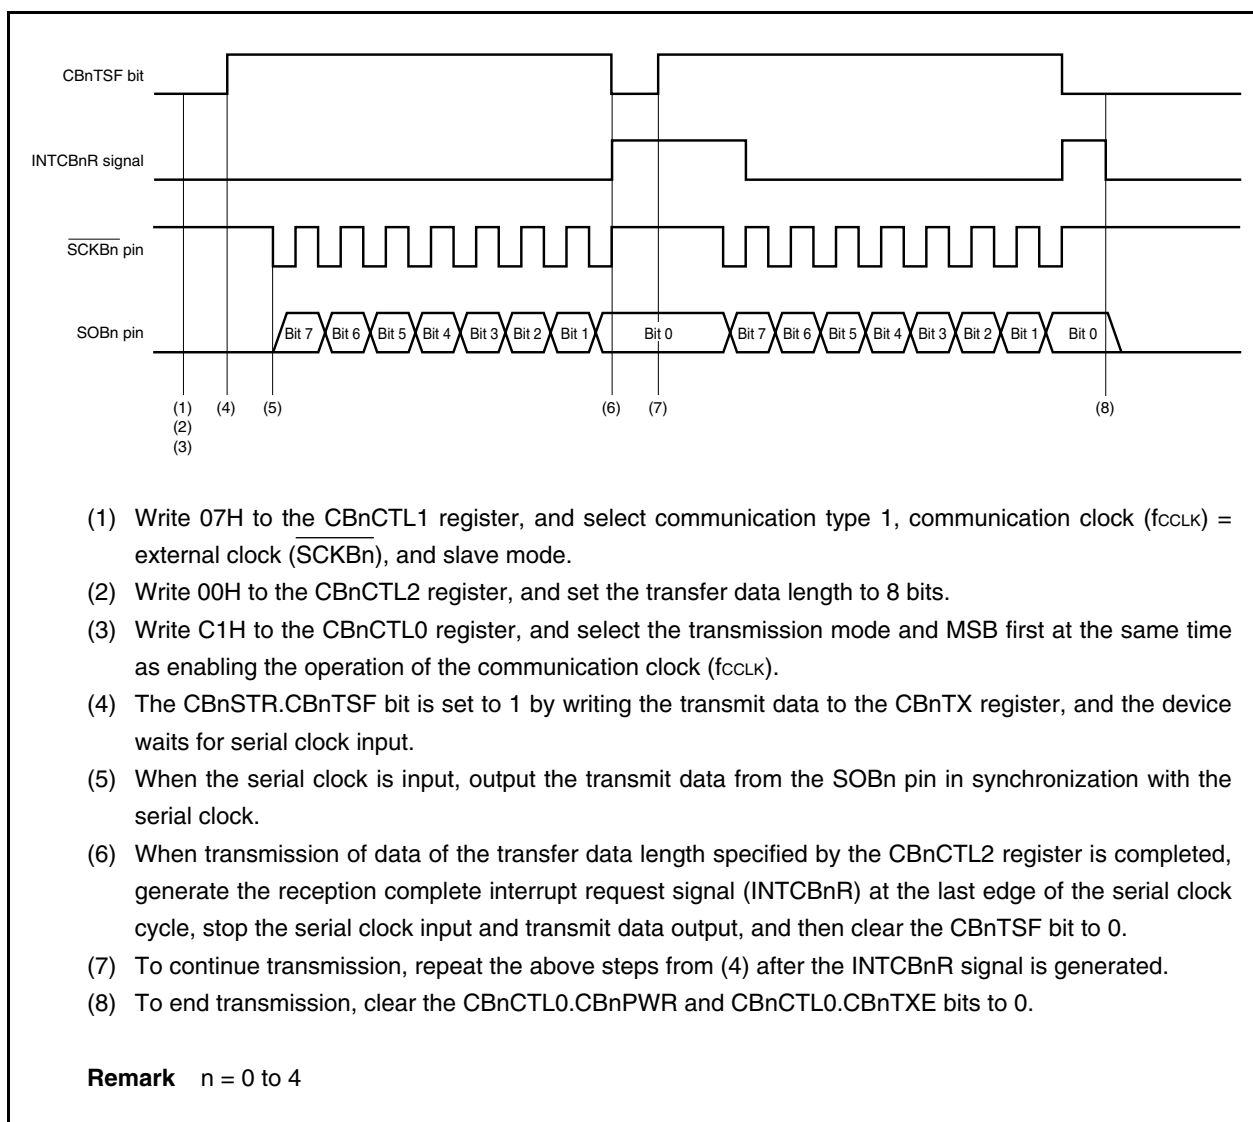 CBnTSF bit
INTCBnR signal
SCKBn pin
SOBn pin
Bit 7 Bit 6 Bit 5 Bit 4 Bit 3 Bit 2 Bit 1 Bit 0 Bit 7 Bit 6 Bit 5 Bit 4 Bit 3 Bit 2 Bit 1 Bit 0
(1) (4) (5) (6) (7) (8)
(2)
(3)
(1) Write 07H to the CBnCTL1 register, and select communication type 1, communication clock (fCCLK) =
external clock (SCKBn), and slave mode.
(2) Write 00H to the CBnCTL2 register, and set the transfer data length to 8 bits.
(3) Write C1H to the CBnCTL0 register, and select the transmission mode and MSB first at the same time
as enabling the operation of the communication clock (fCCLK).
(4) The CBnSTR.CBnTSF bit is set to 1 by writing the transmit data to the CBnTX register, and the device
waits for serial clock input.
(5) When the serial clock is input, output the transmit data from the SOBn pin in synchronization with the
serial clock.
(6) When transmission of data of the transfer data length specified by the CBnCTL2 register is completed,
generate the reception complete interrupt request signal (INTCBnR) at the last edge of the serial clock
cycle, stop the serial clock input and transmit data output, and then clear the CBnTSF bit to 0.
(7) To continue transmission, repeat the above steps from (4) after the INTCBnR signal is generated.
(8) To end transmission, clear the CBnCTL0.CBnPWR and CBnCTL0.CBnTXE bits to 0.
Remark n = 0 to 4